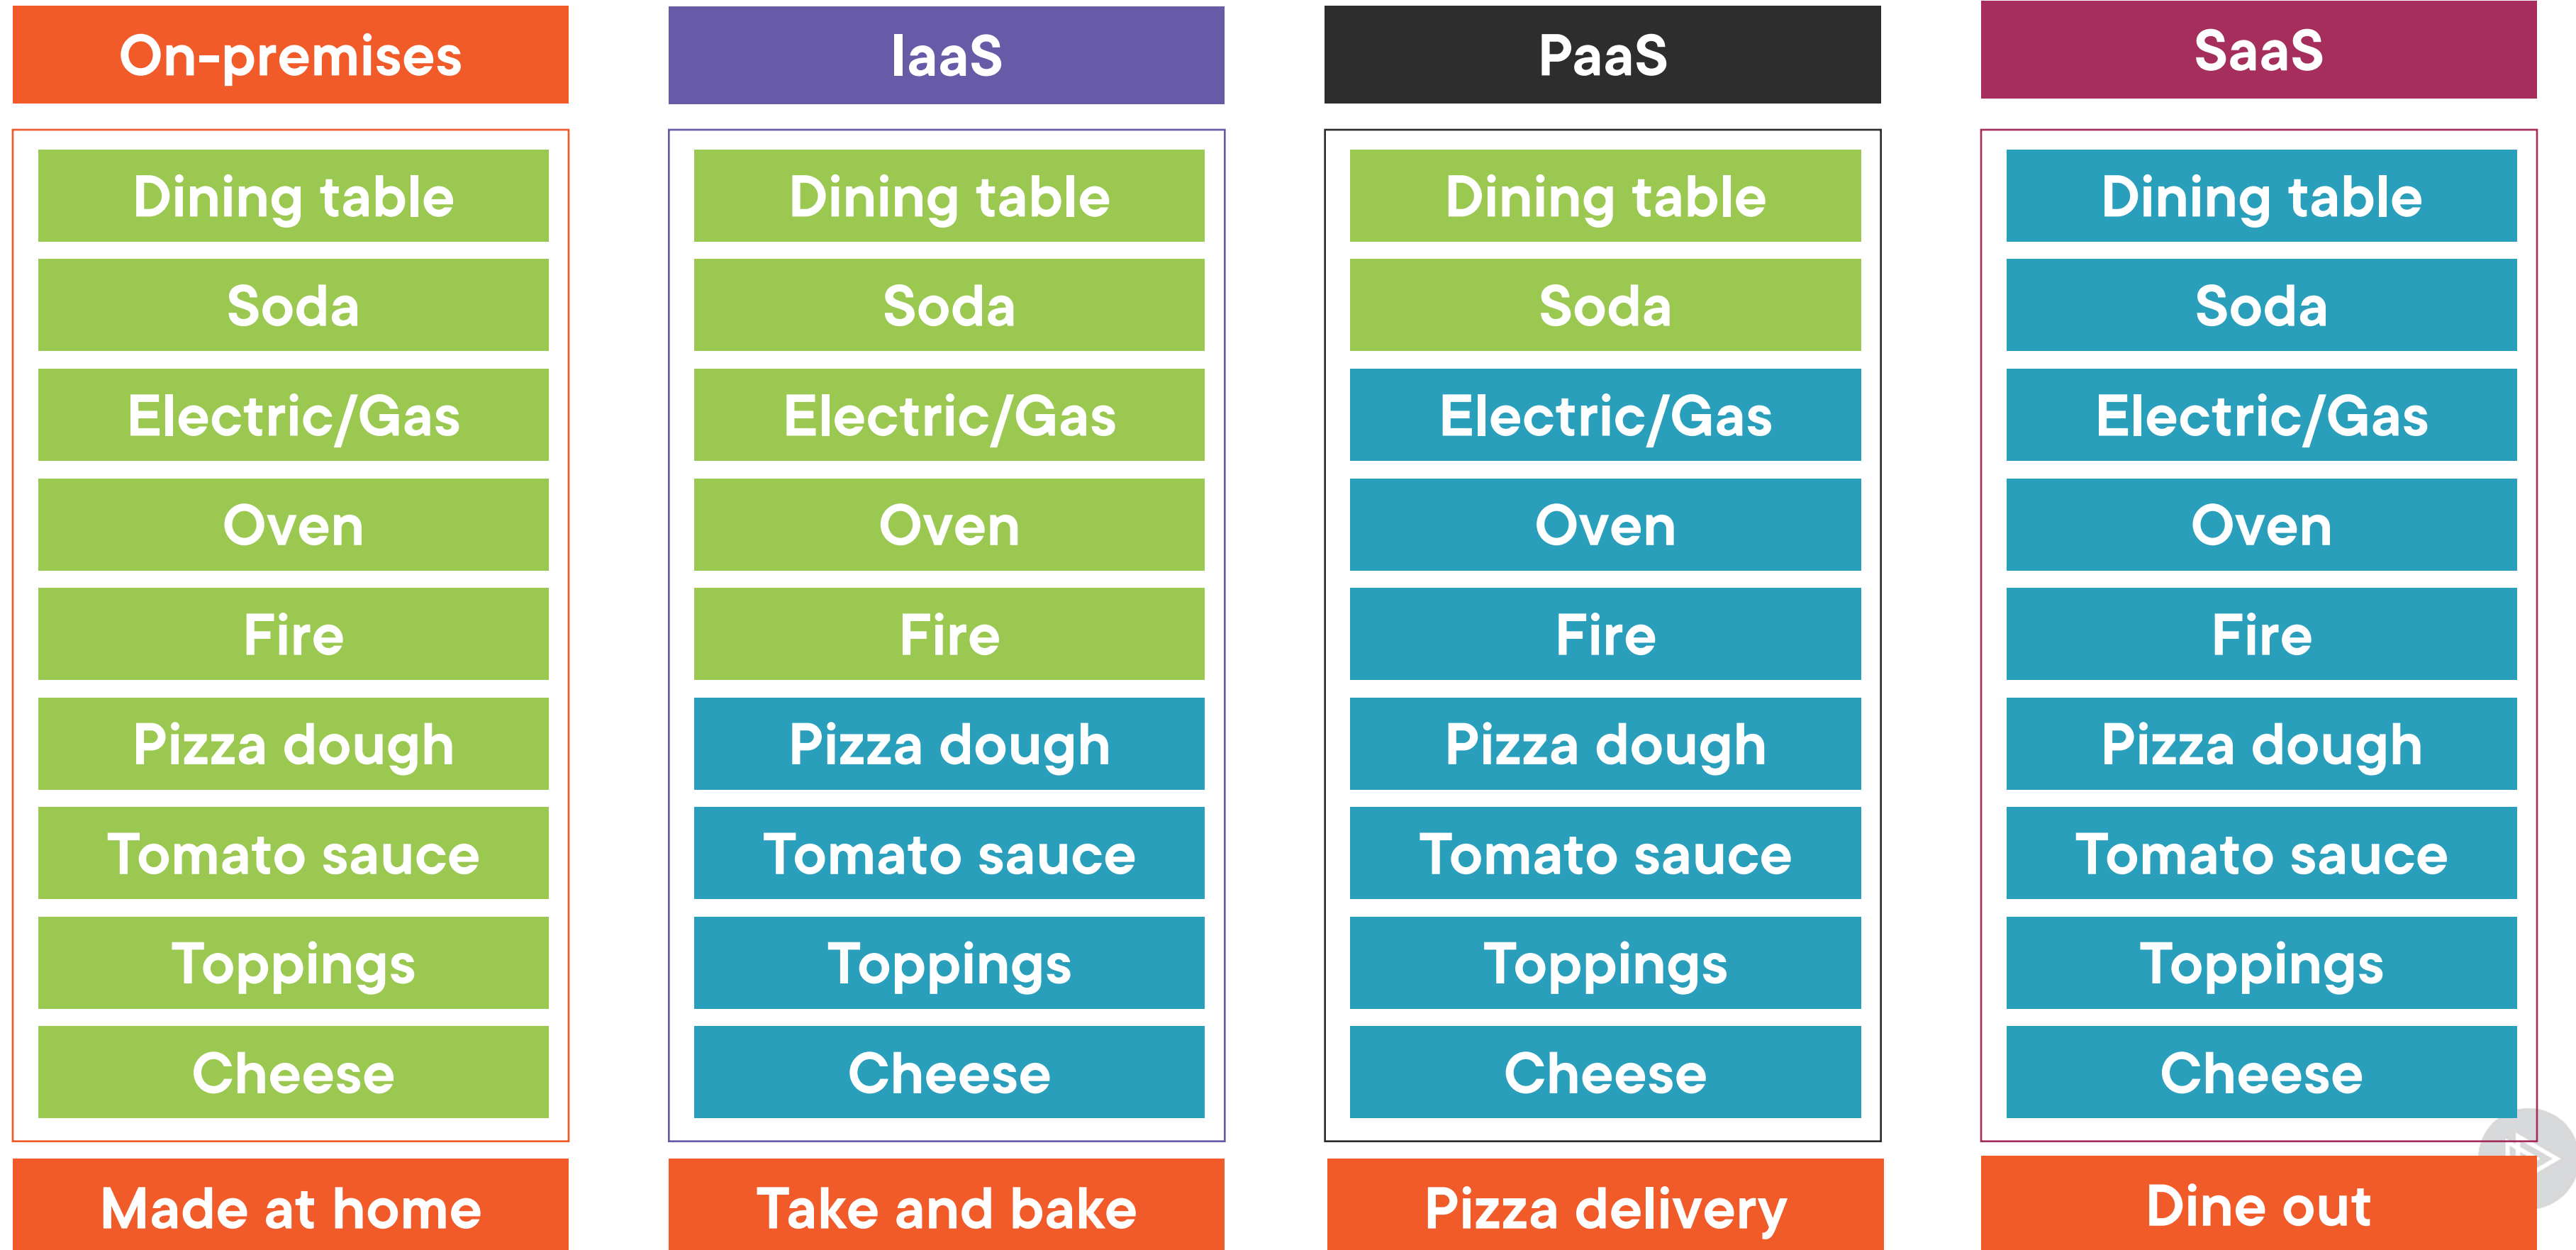 On-premises
Dining table
Soda
Electric/Gas
Oven
Fire
Pizza dough
Tomato sauce
Toppings
Cheese
Made at home
IaaS
Dining table
Soda
Electric/Gas
Oven
Fire
Pizza dough
Tomato sauce
Toppings
Cheese
Take and bake
PaaS
Dining table
Soda
Electric/Gas
Oven
Fire
Pizza dough
Tomato sauce
Toppings
Cheese
Pizza delivery
SaaS
Dining table
Soda
Electric/Gas
Oven
Fire
Pizza dough
Tomato sauce
Toppings
Cheese
Dine out